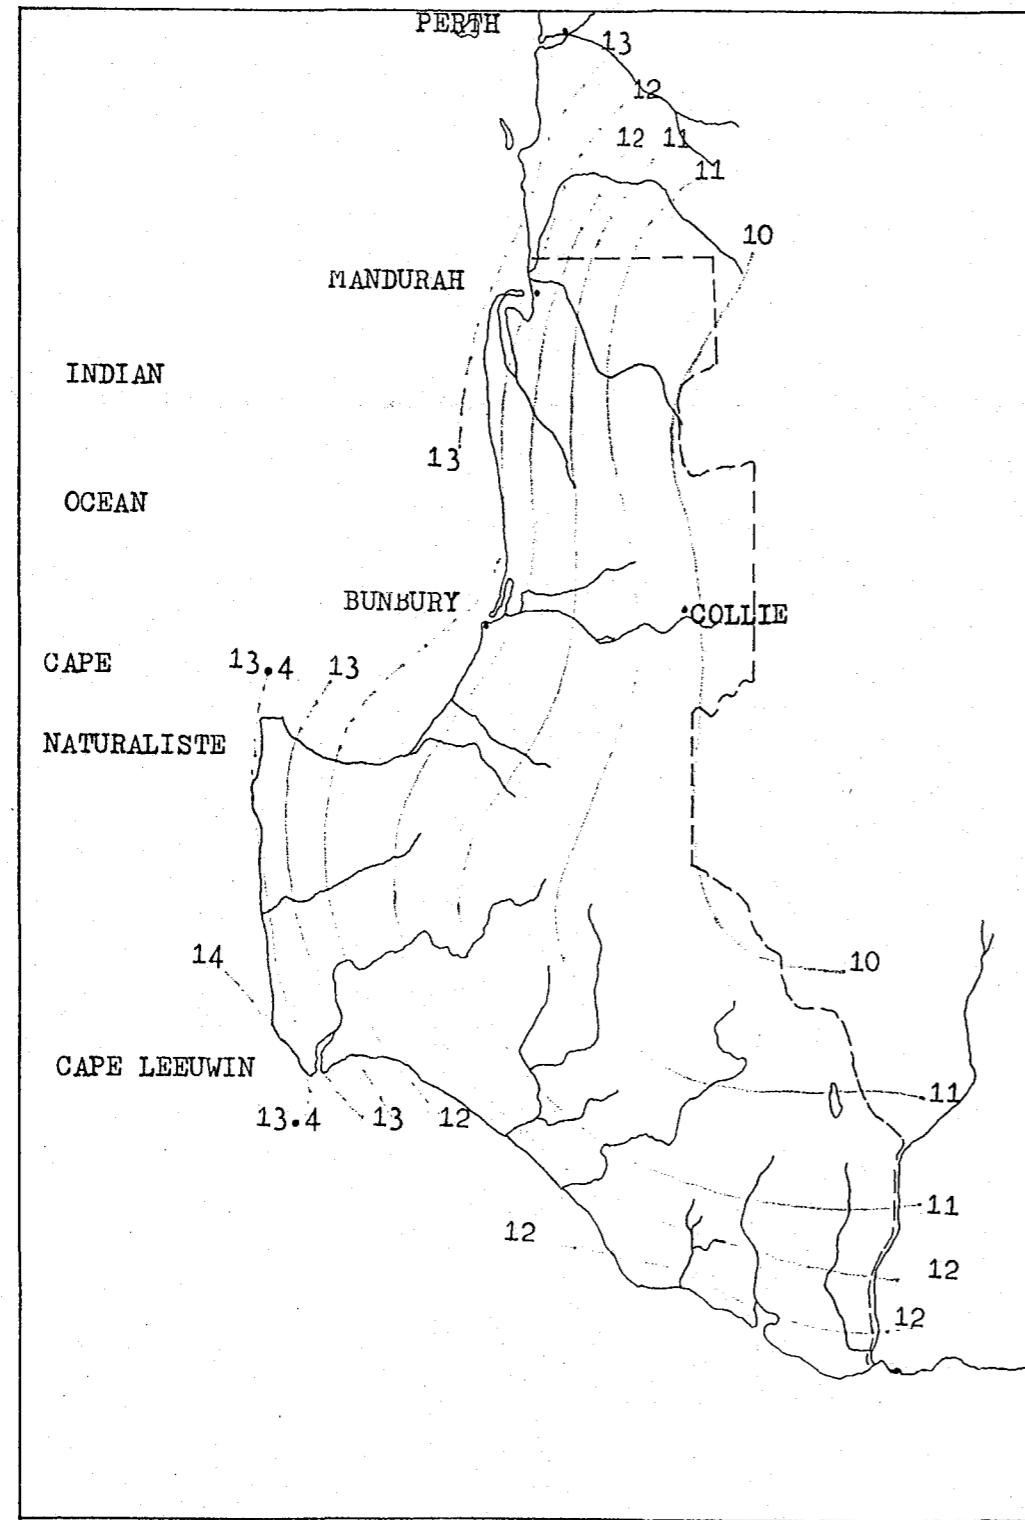 PERTH
13
12
12 11
11
10
MANDURAH
INDIAN
13
OCEAN
BUNBURY
COLLIE
CAPE
13.4 13
NATURALISTE
14
10
CAPE LEEUWIN
11
13.4 13 12
11
12
12
12